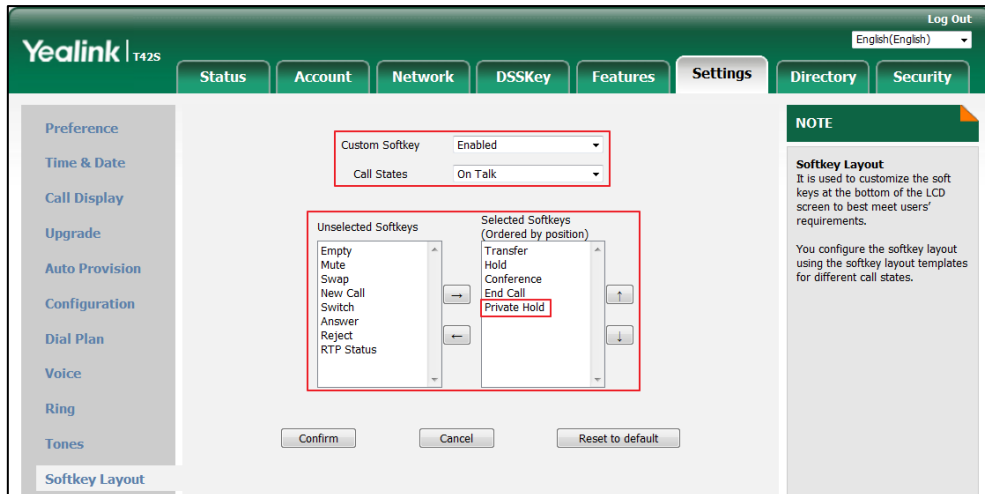 Log Out
Yealink T42S
English(English)
Status
Account
Network
DSSKey
Features
Settings
Directory
Security
Preference
Time & Date
Call Display
Upgrade
Auto Provision
Configuration
Dial Plan
Voice
Ring
Tones
Softkey Layout
Custom Softkey Enabled
Call States On Talk
Unselected Softkeys
Empty
Mute
Swap
New Call
Switch
Answer
Reject
RTP Status
→
←
Selected Softkeys
(Ordered by position)
Transfer
Hold
Conference
End Call
Private Hold
↑
↓
Confirm
Cancel
Reset to default
NOTE
Softkey Layout
It is used to customize the soft
keys at the bottom of the LCD
screen to best meet users'
requirements.
You configure the softkey layout
using the softkey layout templates
for different call states.